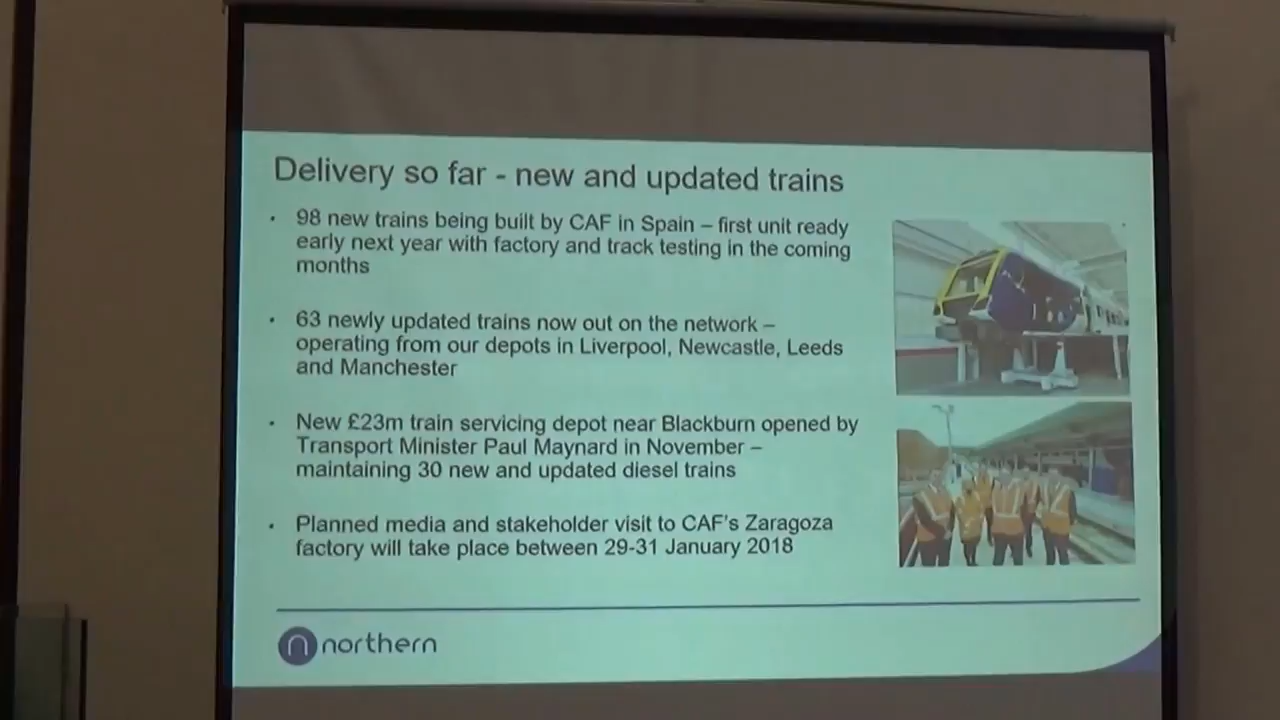 Delivery so far - new and updated trains
• 98 new trains being built by CAF in Spain – first unit ready
early next year with factory and track testing in the coming
months
• 63 newly updated trains now out on the network –
operating from our depots in Liverpool, Newcastle, Leeds
and Manchester
• New £23m train servicing depot near Blackburn opened by
Transport Minister Paul Maynard in November –
maintaining 30 new and updated diesel trains
• Planned media and stakeholder visit to CAF's Zaragoza
factory will take place between 29-31 January 2018
n northern